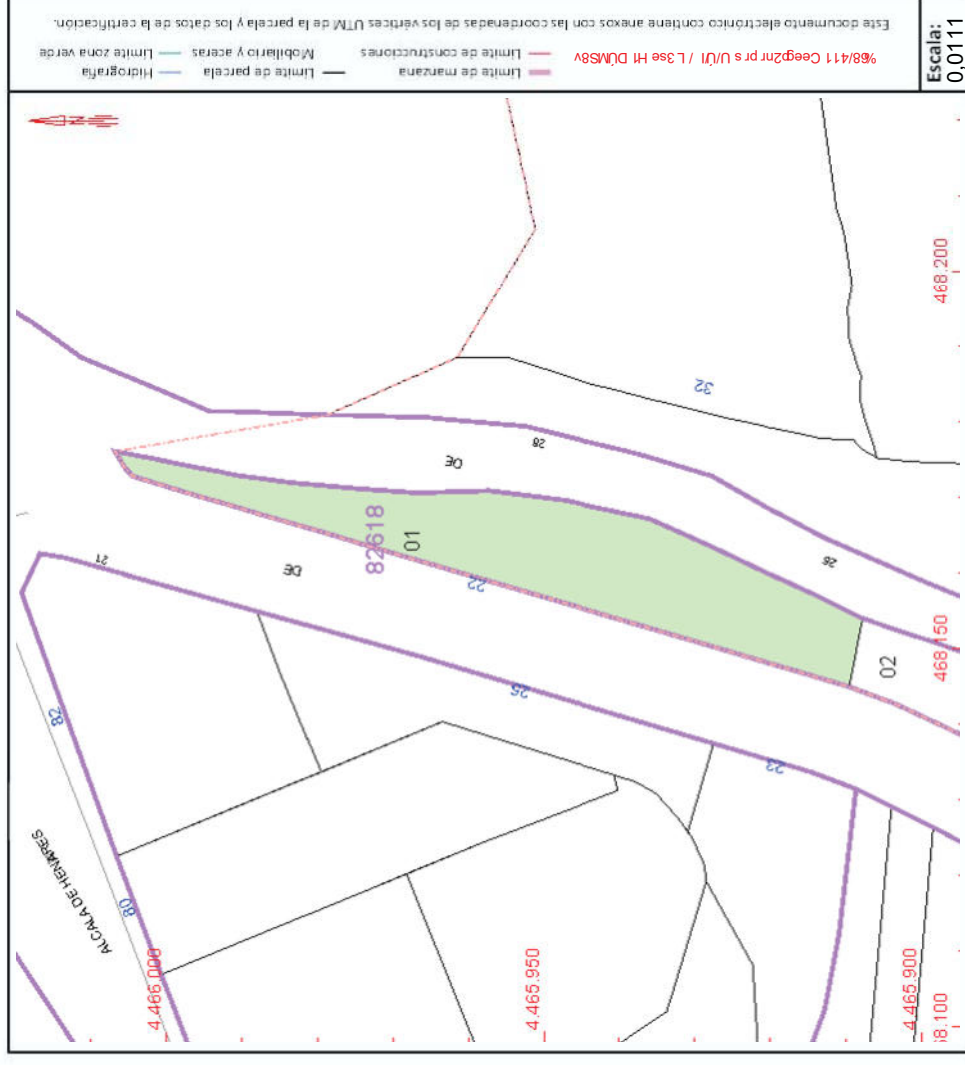 Este documento electrónico contiene anexos con las coordenadas de los vértices UTM de la parcela y los datos de la certificación.
Límite de manzana
Límite de construcciones
Límite de parcela
Mobiliario y aceras
Hidrografía
Límite zona verde
Escala:
0,0111
ALCALA DE HENARES
82
80
21
DE
DE
82618
01
22
25
23
28
26
32
02
4.466.000
4.465.950
4.465.900
468.200
468.150
68.100